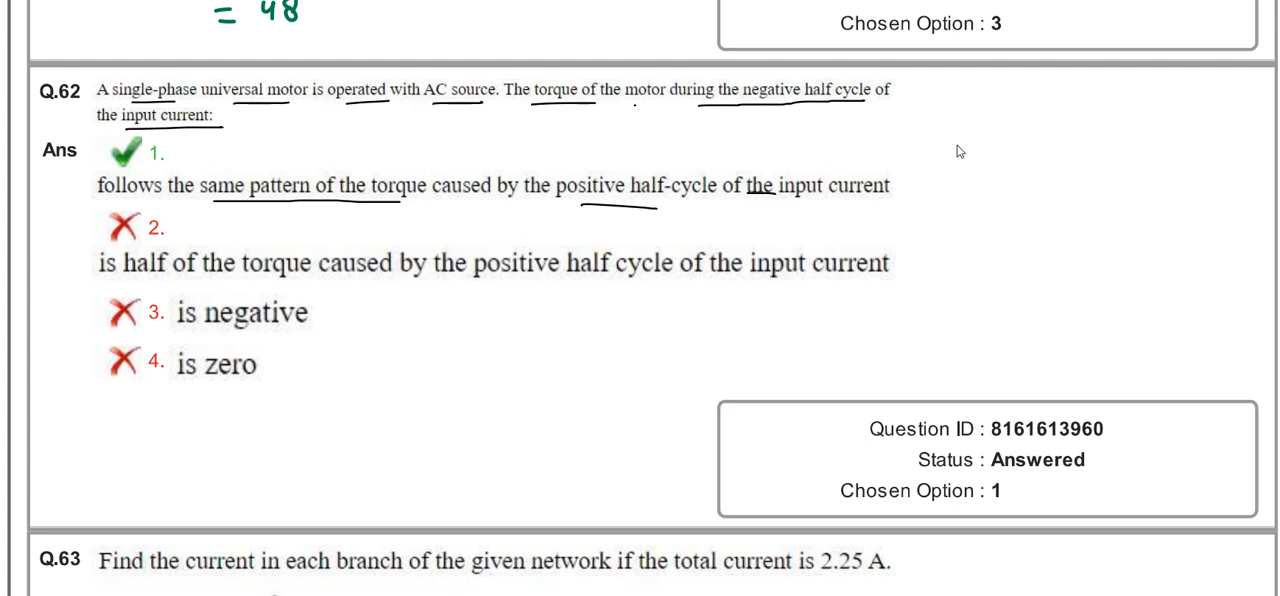 = 48
Chosen Option : 3
Q.62 A single-phase universal motor is operated with AC source. The torque of the motor during the negative half cycle of
the input current:
Ans
1.
follows the same pattern of the torque caused by the positive half-cycle of the input current
2.
is half of the torque caused by the positive half cycle of the input current
3. is negative
4. is zero
Question ID : 8161613960
Status : Answered
Chosen Option : 1
Q.63 Find the current in each branch of the given network if the total current is 2.25 A.